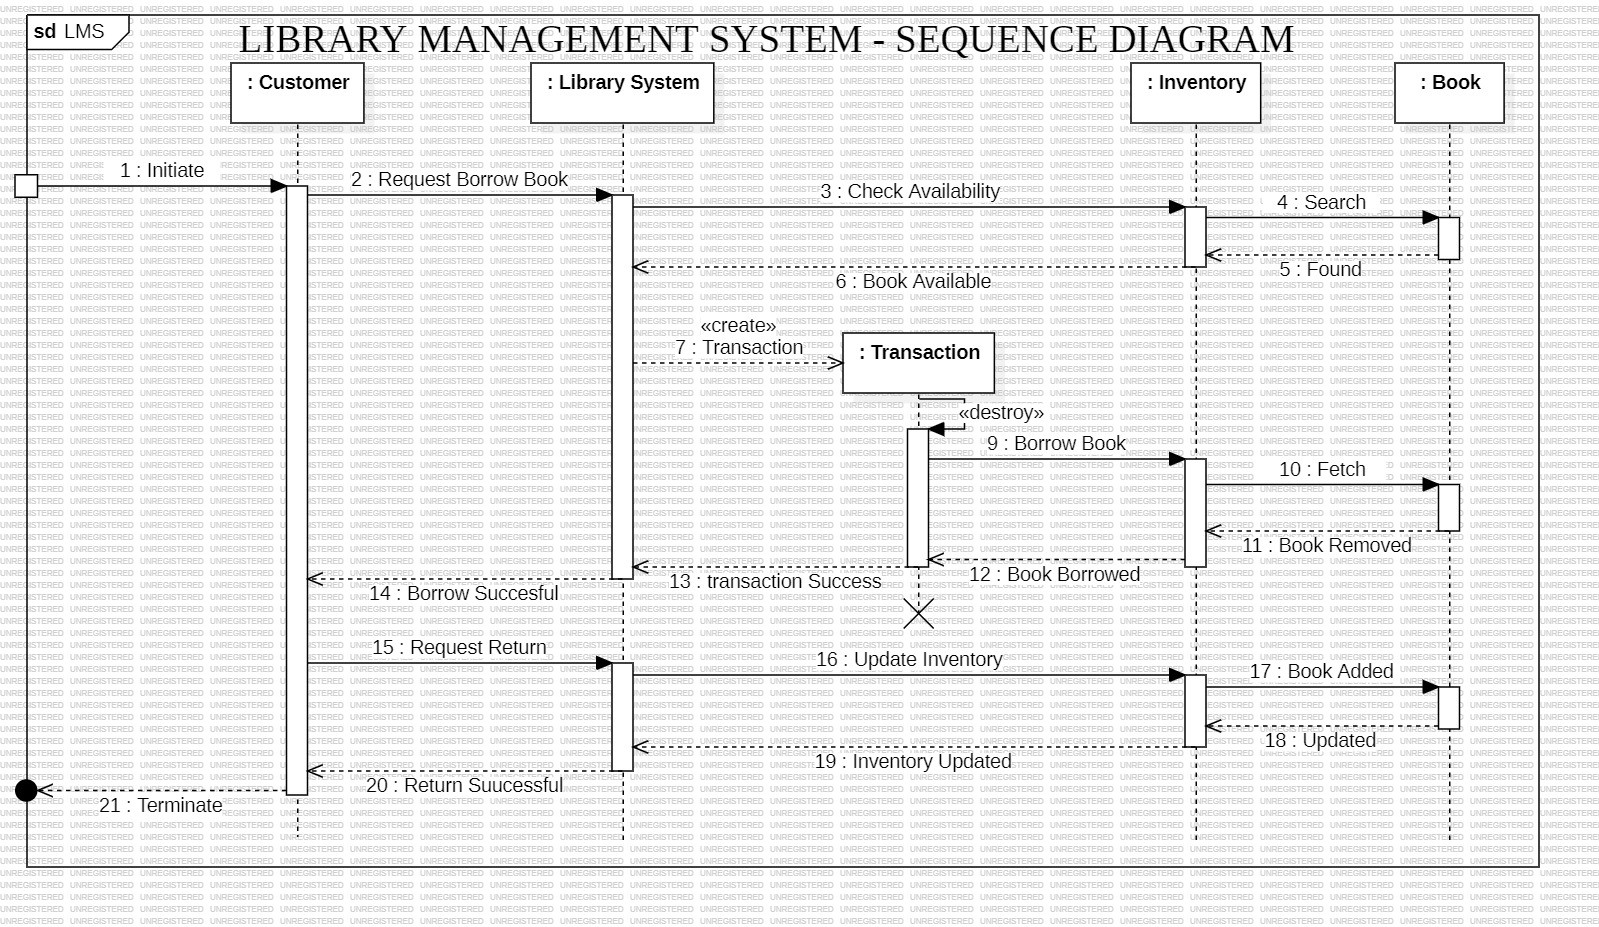 sd LMS
LIBRARY MANAGEMENT SYSTEM - SEQUENCE DIAGRAM
: Customer
: Library System
: Inventory
: Book
1 : Initiate
2 : Request Borrow Book
3 : Check Availability
4 : Search
5 : Found
6 : Book Available
«create»
7 : Transaction
: Transaction
«destroy»
9 : Borrow Book
10 : Fetch
11 : Book Removed
12 : Book Borrowed
13 : transaction Success
14 : Borrow Succesful
15 : Request Return
16 : Update Inventory
17 : Book Added
18 : Updated
19 : Inventory Updated
20 : Return Suucessful
21 : Terminate
UNREGISTERED